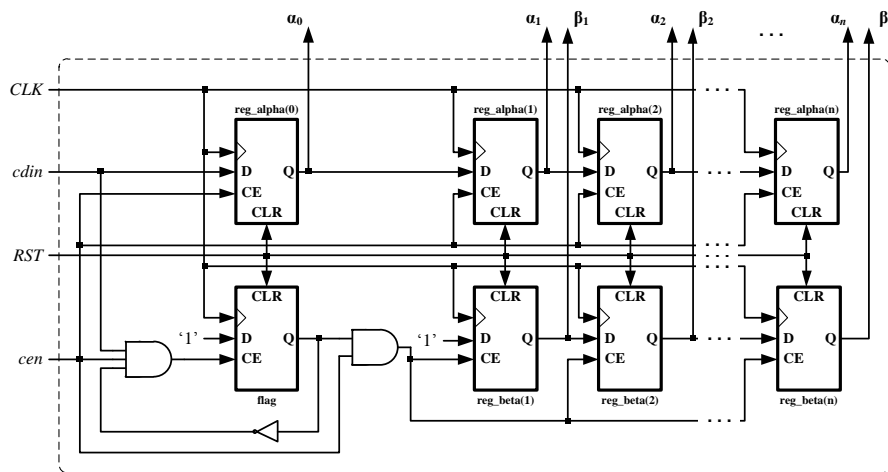 α0 α1 β1 α2 β2 . . . αn β
CLK
reg_alpha(0) reg_alpha(1) reg_alpha(2) . . . reg_alpha(n)
cdin D Q D Q D Q . . . D Q
CE CE CE CE
CLR CLR CLR CLR
. . .
RST . . .
. . .
CLR CLR CLR CLR
‘1’ D Q ‘1’ D Q D Q . . . D Q
cen CE CE CE CE
flag reg_beta(1) reg_beta(2) reg_beta(n)
. . .